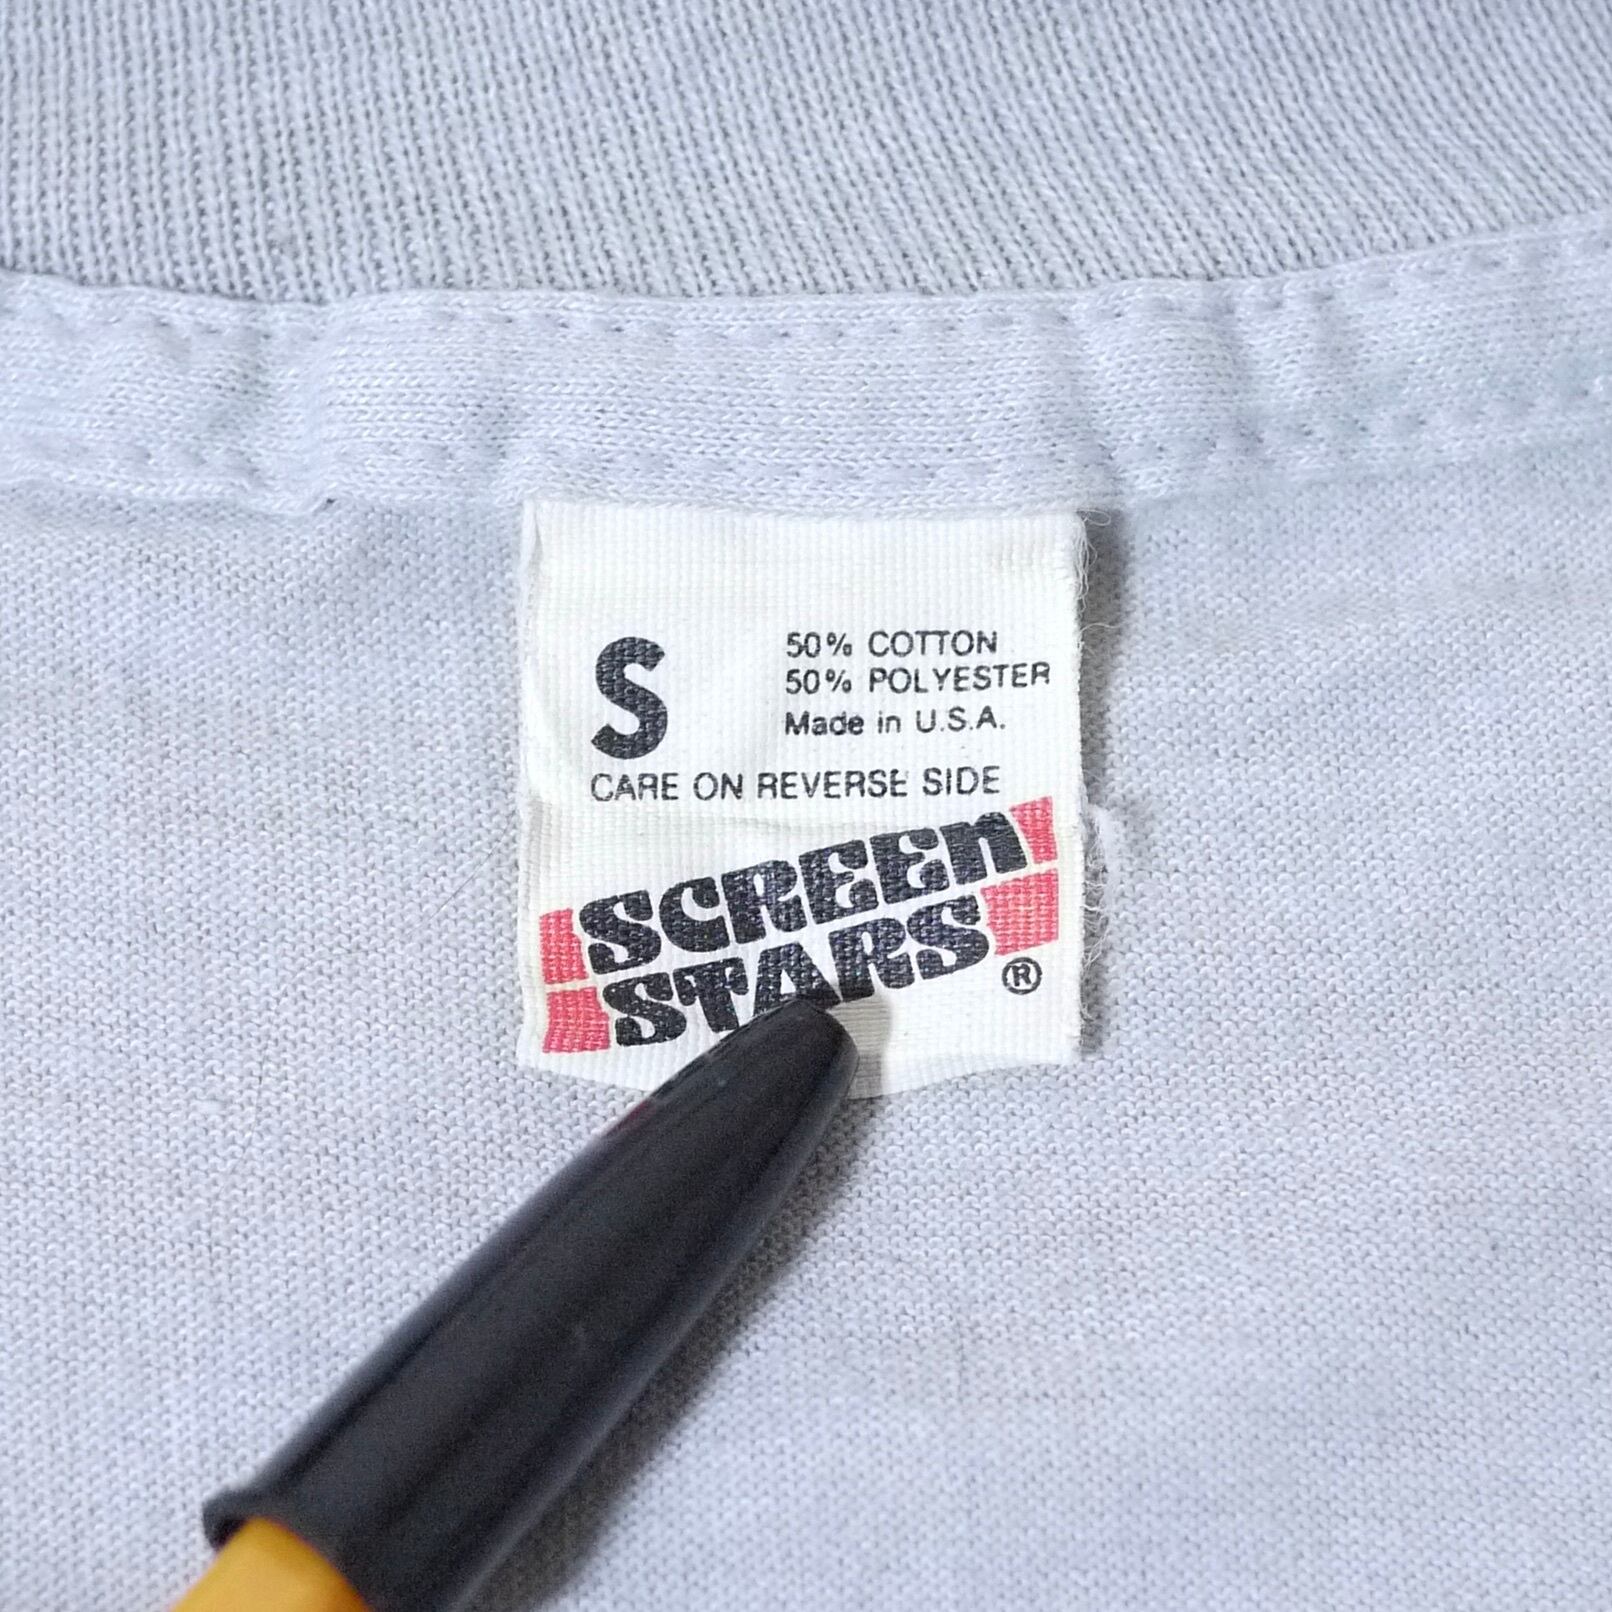 S
50% COTTON
50% POLYESTER
Made in U.S.A.
CARE ON REVERSE SIDE
SCREEN
STARS
®